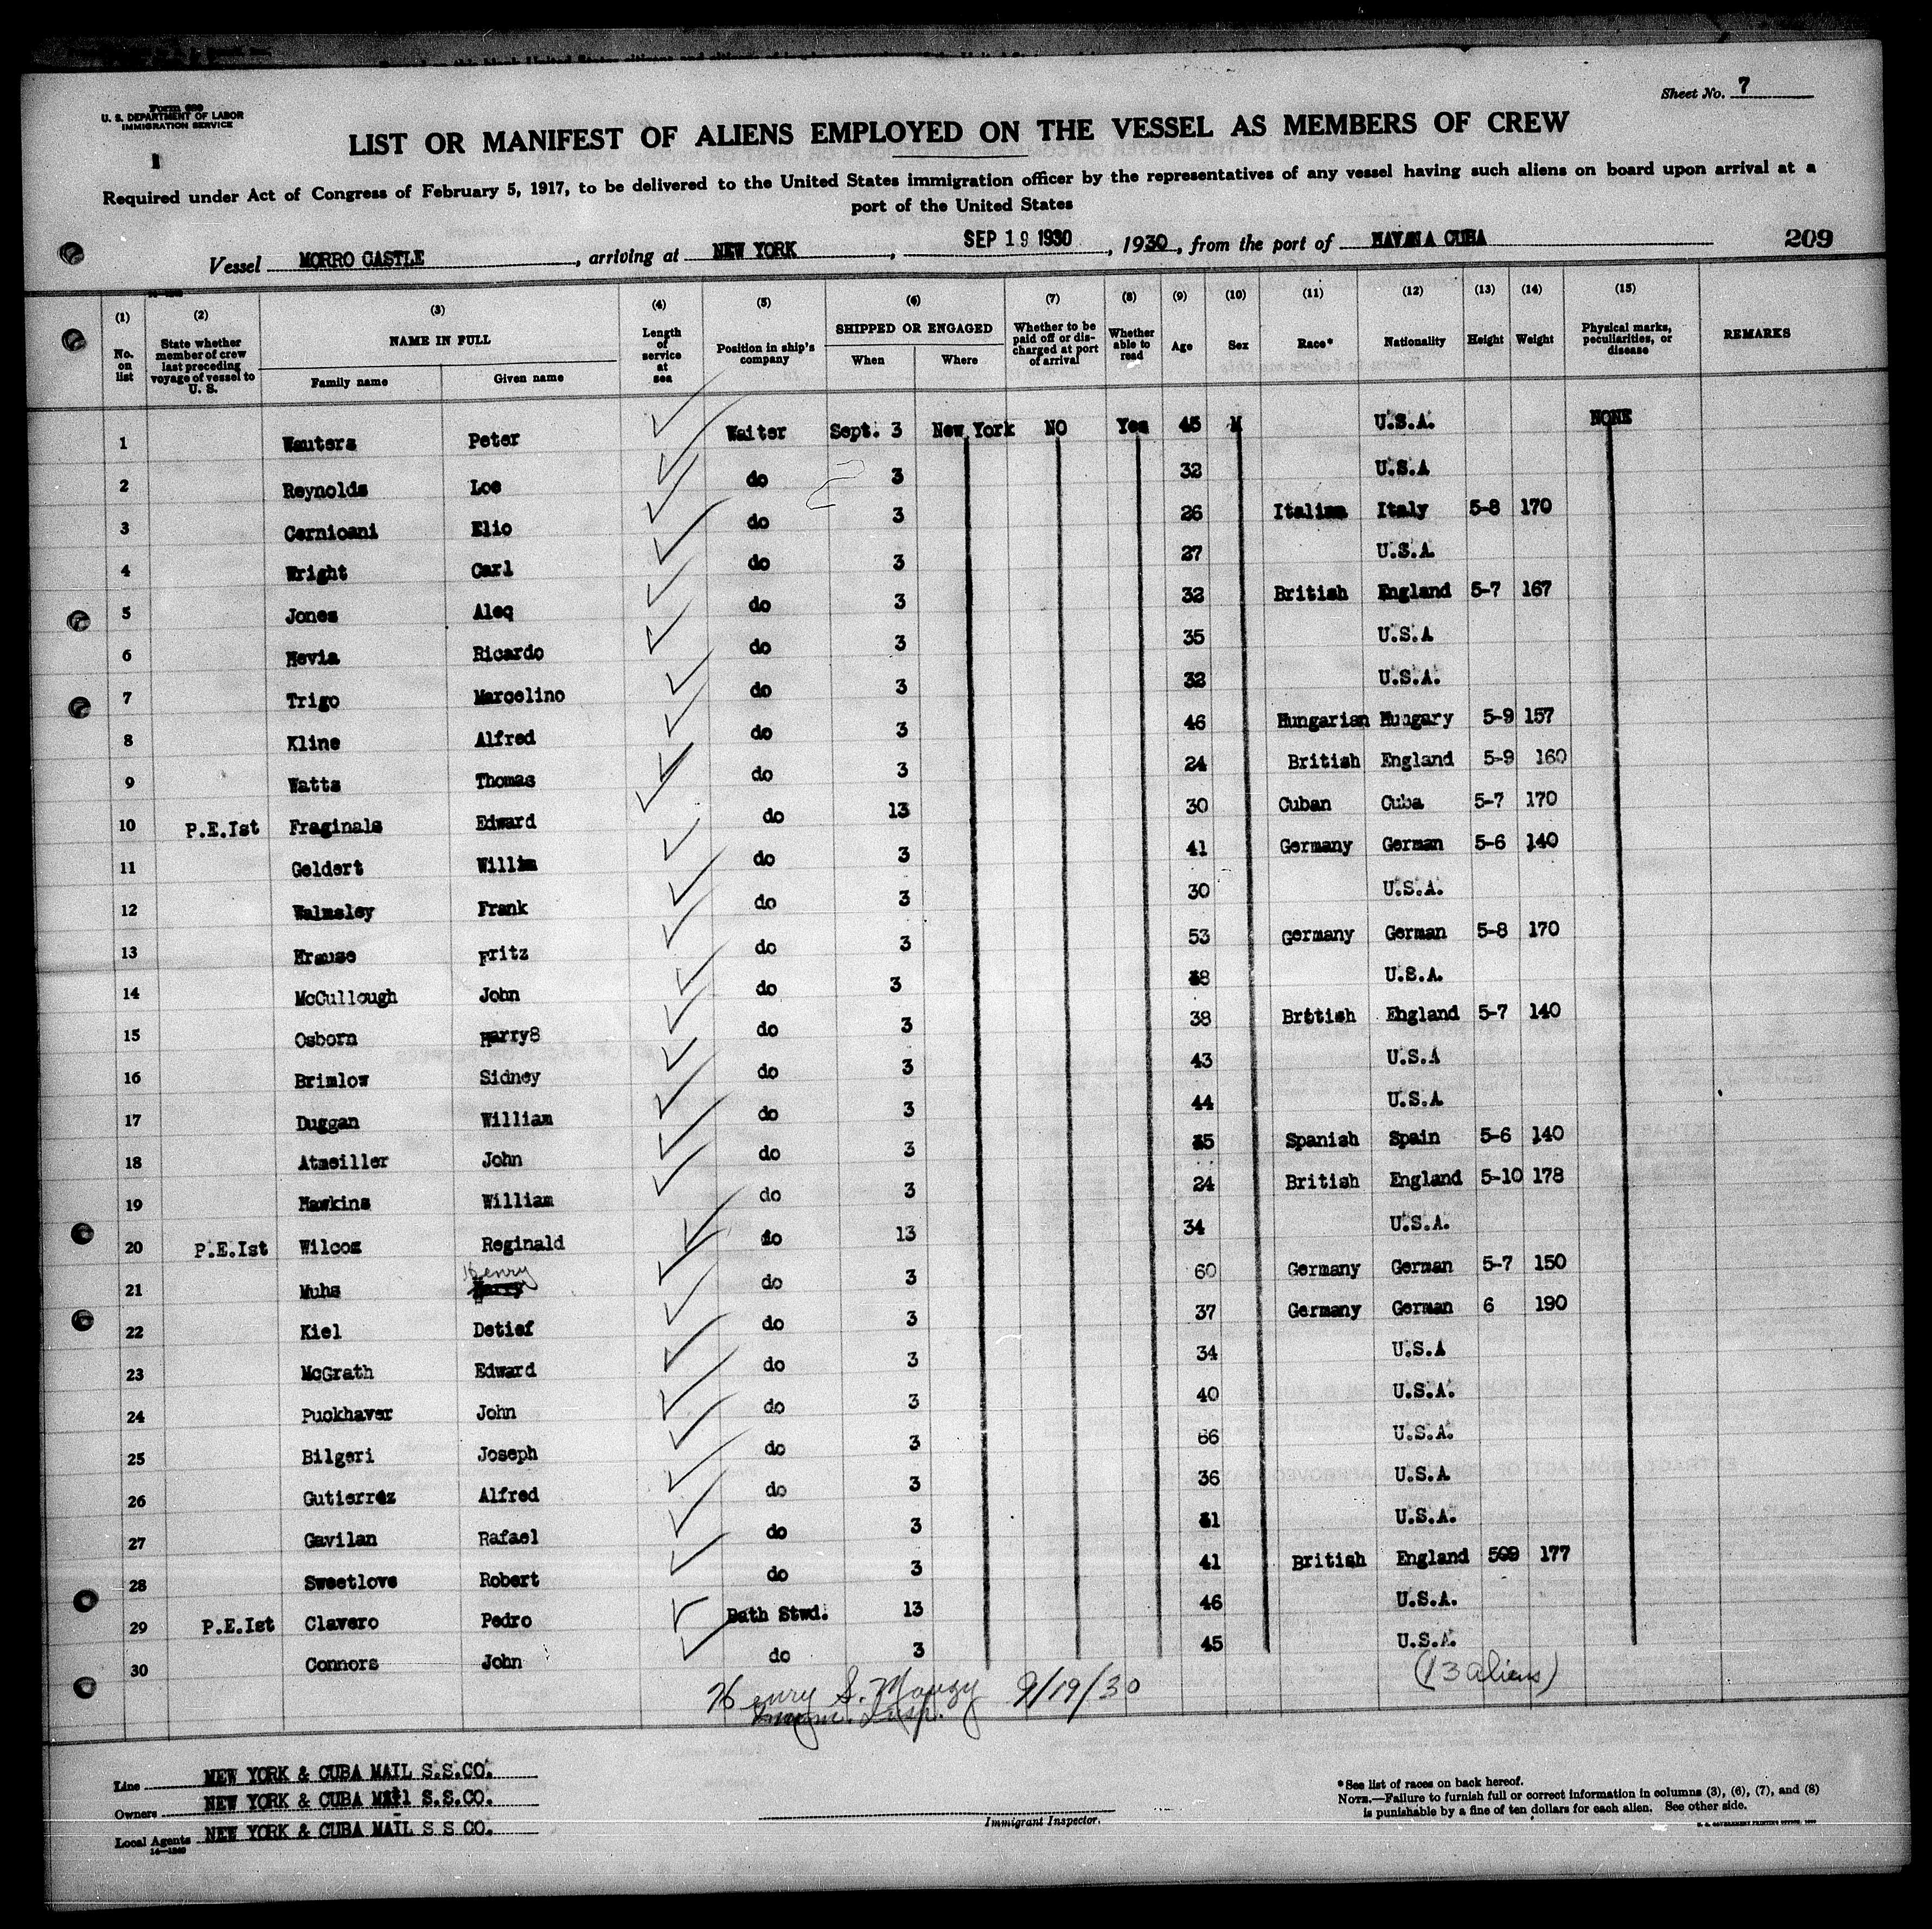 Form 689
U. S. DEPARTMENT OF LABOR
IMMIGRATION SERVICE
Sheet No. 7
LIST OR MANIFEST OF ALIENS EMPLOYED ON THE VESSEL AS MEMBERS OF CREW
Required under Act of Congress of February 5, 1917, to be delivered to the United States immigration officer by the representatives of any vessel having such aliens on board upon arrival at a
port of the United States
Vessel MORRO CASTLE, arriving at NEW YORK, SEP 19 1930, 1930, from the port of HAVANA CUBA 209
(1) (2) (3) (4) (5) (6) (7) (8) (9) (10) (11) (12) (13) (14) (15)
No. on list State whether member of crew last preceding voyage of vessel to U. S. NAME IN FULL Family name Given name Length of service at sea Position in ship's company SHIPPED OR ENGAGED When Where Whether to be paid off or discharged at port of arrival Whether able to read Age Sex Race* Nationality Height Weight Physical marks, peculiarities, or disease REMARKS
1 Wauters Peter Waiter Sept. 3 New York NO Yes 45 M U.S.A. NONE
2 Reynolds Loe do 3 32 U.S.A
3 Cernicani Elio do 3 26 Italian Italy 5-8 170
4 Wright Carl do 3 27 U.S.A
5 Jones Aleq do 3 32 British England 5-7 167
6 Hevia Ricardo do 3 35 U.S.A
7 Trigo Marcelino do 3 32 U.S.A.
8 Kline Alfred do 3 46 Hungarian Hungary 5-9 157
9 Watts Thomas do 3 24 British England 5-9 160
10 P.E.Ist Fraginals Edward do 13 30 Cuban Cuba 5-7 170
11 Geldert Willim do 3 41 Germany German 5-6 140
12 Walmsley Frank do 3 30 U.S.A.
13 Krause Fritz do 3 53 Germany German 5-8 170
14 McCullough John do 3 U.S.A.
15 Osborn Harry8 do 3 38 British England 5-7 140
16 Brimlow Sidney do 3 43 U.S.A
17 Duggan William do 3 44 U.S.A
18 Atmeiller John do 3 Spanish Spain 5-6 140
19 Hawkins William do 3 24 British England 5-10 178
20 P.E.Ist Wilcox Reginald do 13 34 U.S.A.
21 Muhs Harry Henry do 3 60 Germany German 5-7 150
22 Kiel Detief do 3 37 Germany German 6 190
23 McGrath Edward do 3 34 U.S.A
24 Puckhaver John do 3 40 U.S.A.
25 Bilgeri Joseph do 3 66 U.S.A.
26 Gutierrez Alfred do 3 36 U.S.A
27 Gavilan Rafael do 3 U.S.A.
28 Sweetlove Robert do 3 41 British England 509 177
29 P.E.Ist Clavero Pedro Bath Stwd. 13 46 U.S.A.
30 Connors John do 3 45 U.S.A.
(13 aliens)
Henry S. Mougy 9/19/30
Immgr. Insp.
Line NEW YORK & CUBA MAIL S.S.CO.
Owners NEW YORK & CUBA MAIl S.S.CO.
Local Agents NEW YORK & CUBA MAIL S S CO.
14—1240
Immigrant Inspector.
*See list of races on back hereof.
NOTE.—Failure to furnish full or correct information in columns (3), (6), (7), and (8)
is punishable by a fine of ten dollars for each alien. See other side.